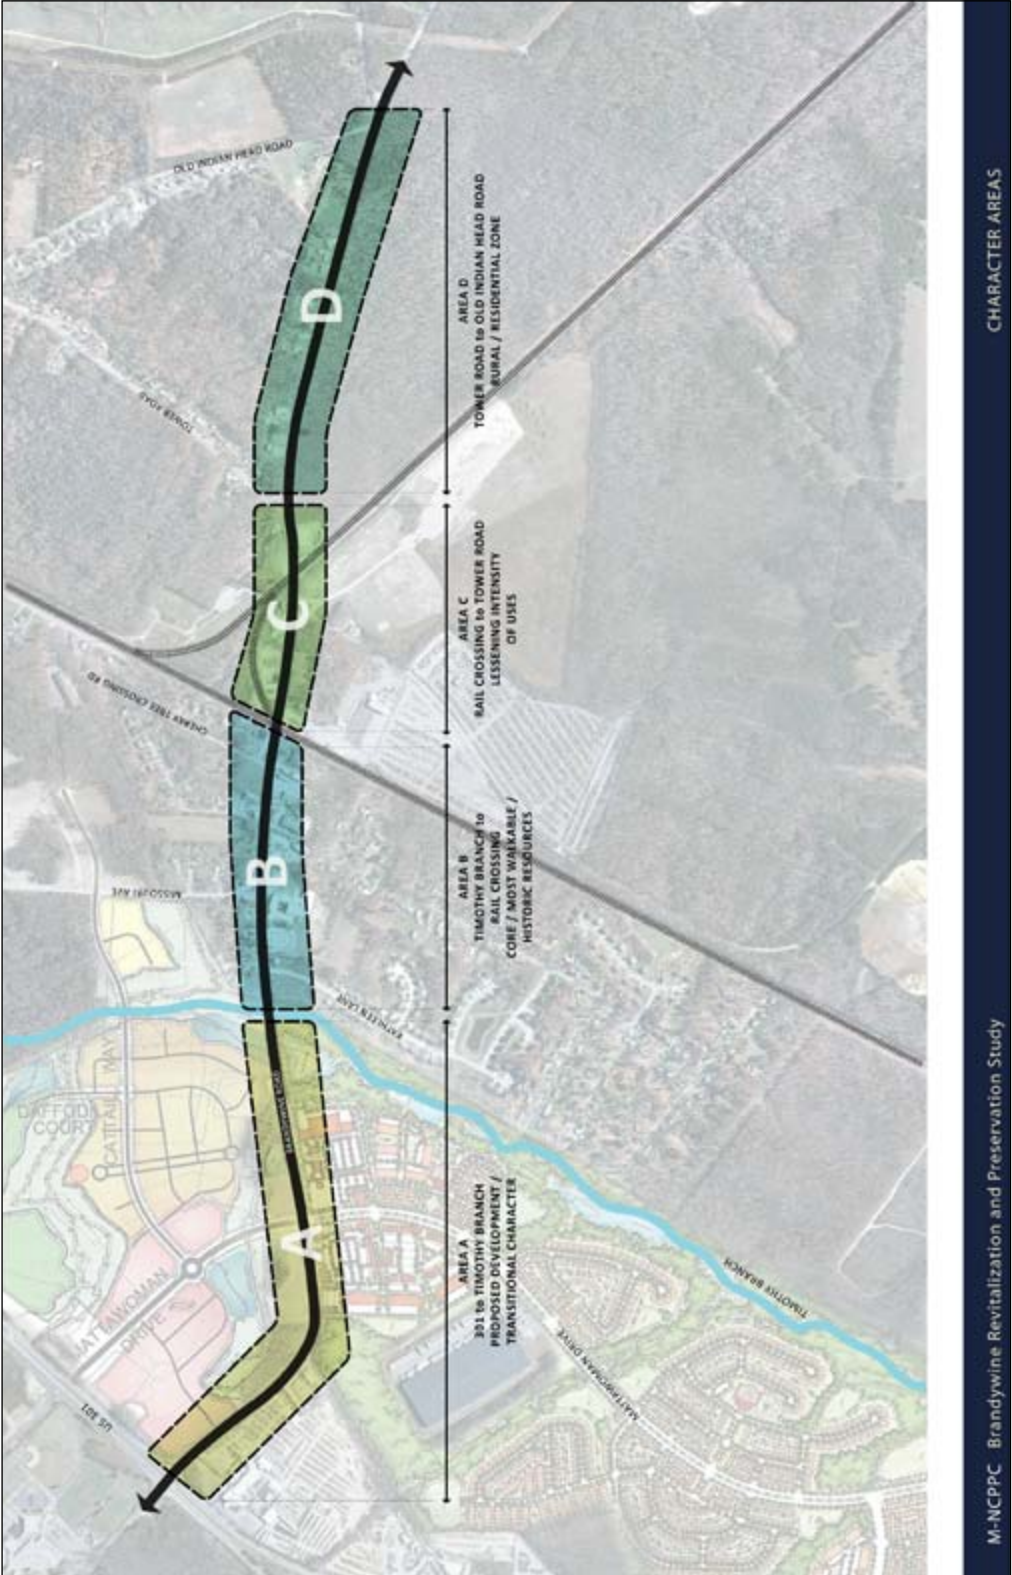 US 301
MATTAWOMAN
DRIVE
DAFFODIL
COURT
CATTAIL WAY
BRANDYWINE ROAD
KATHLEEN LANE
MISSOURI AVE
CHERRY TREE CROSSING RD
TOWER ROAD
OLD INDIAN HEAD ROAD
A
B
C
D
AREA A
301 to TIMOTHY BRANCH
PROPOSED DEVELOPMENT /
TRANSITIONAL CHARACTER
AREA B
TIMOTHY BRANCH to
RAIL CROSSING
CORE / MOST WALKABLE /
HISTORIC RESOURCES
AREA C
RAIL CROSSING to TOWER ROAD
LESSENING INTENSITY
OF USES
AREA D
TOWER ROAD to OLD INDIAN HEAD ROAD
RURAL / RESIDENTIAL ZONE
MATTAWOMAN DRIVE
TIMOTHY BRANCH
M-NCPPC Brandywine Revitalization and Preservation Study
CHARACTER AREAS